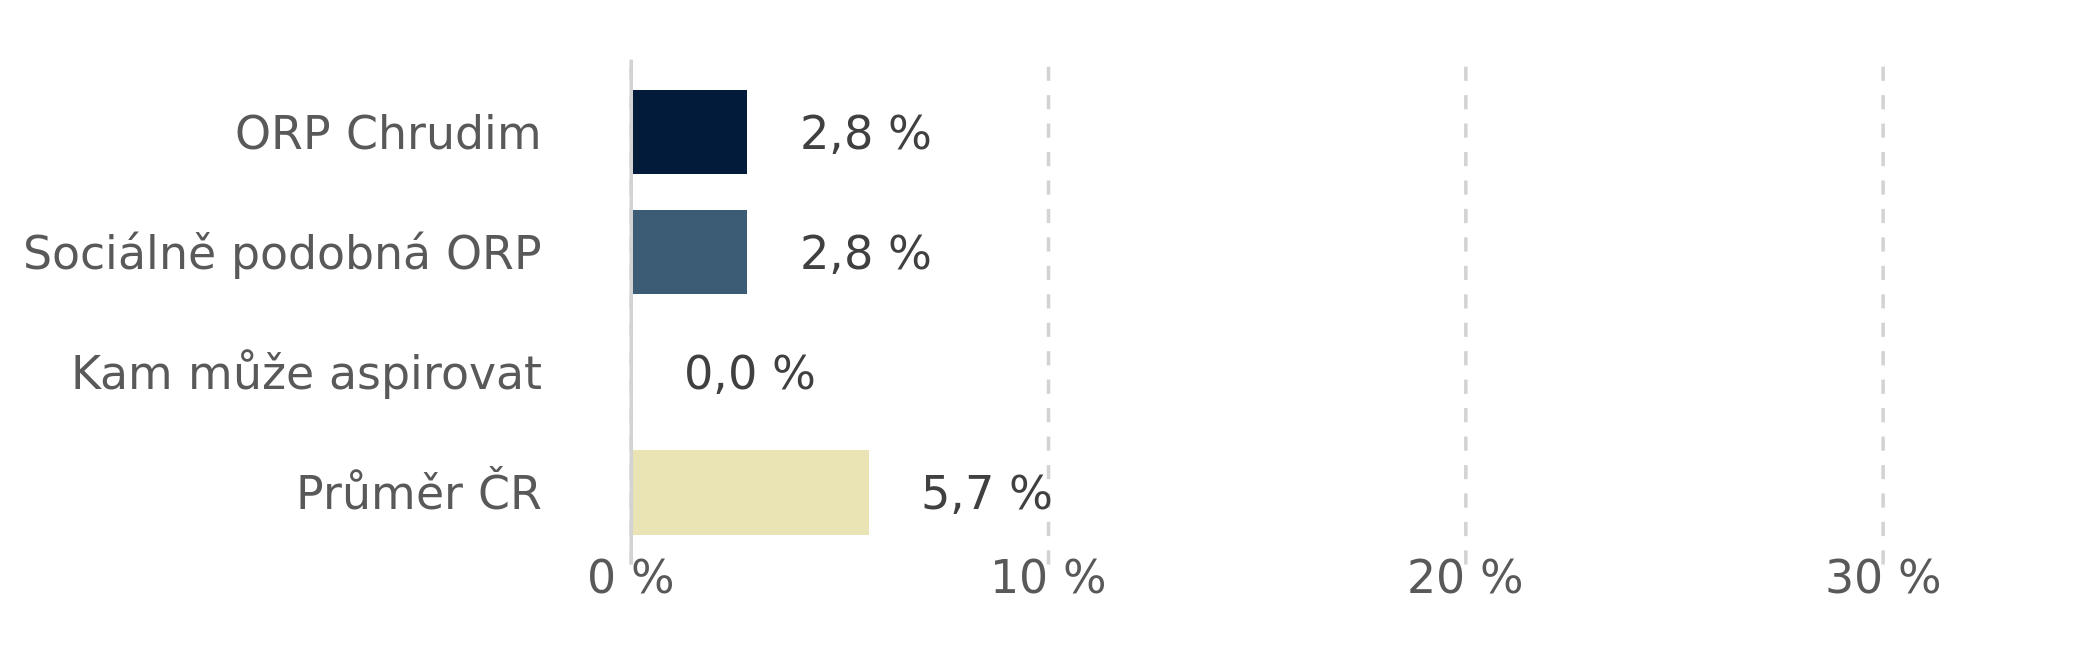 ORP Chrudim 2,8 %
Sociálně podobná ORP 2,8 %
Kam může aspirovat 0,0 %
Průměr ČR 5,7 %
0 % 10 % 20 % 30 %